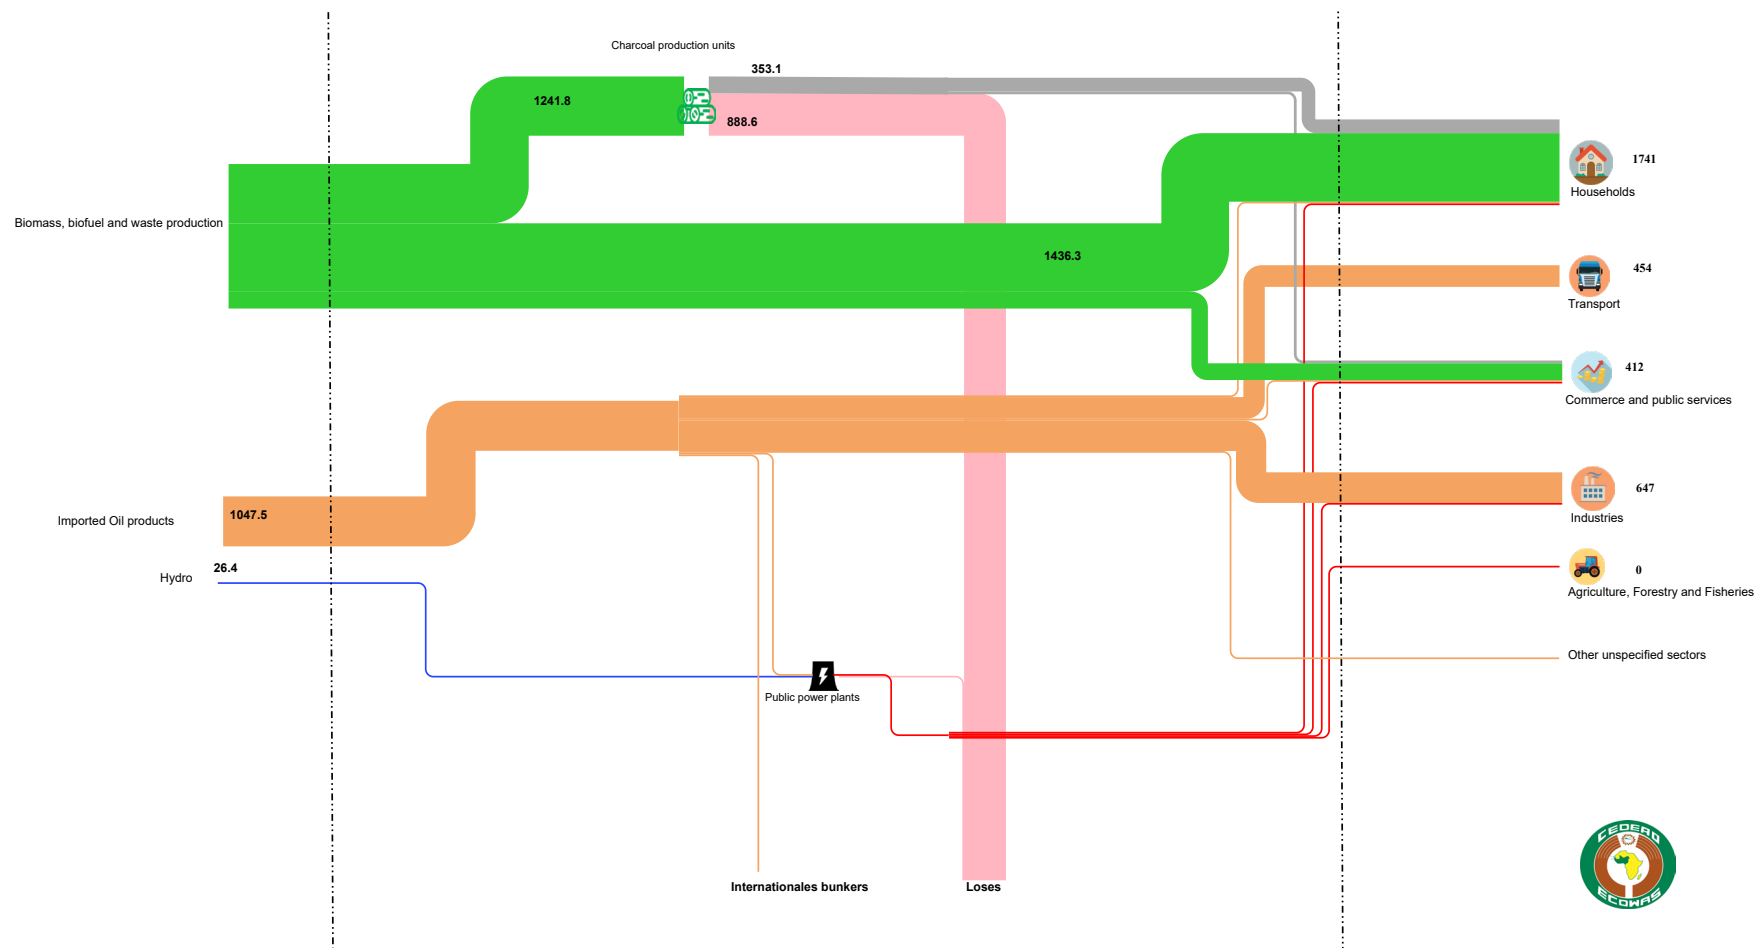 Charcoal production units
353.1
1241.8
888.6
1741
Households
Biomass, biofuel and waste production
1436.3
454
Transport
412
Commerce and public services
647
Imported Oil products
1047.5
Industries
26.4
Hydro
0
Agriculture, Forestry and Fisheries
Other unspecified sectors
Public power plants
CEDEAO
ECOWAS
Internationales bunkers
Loses